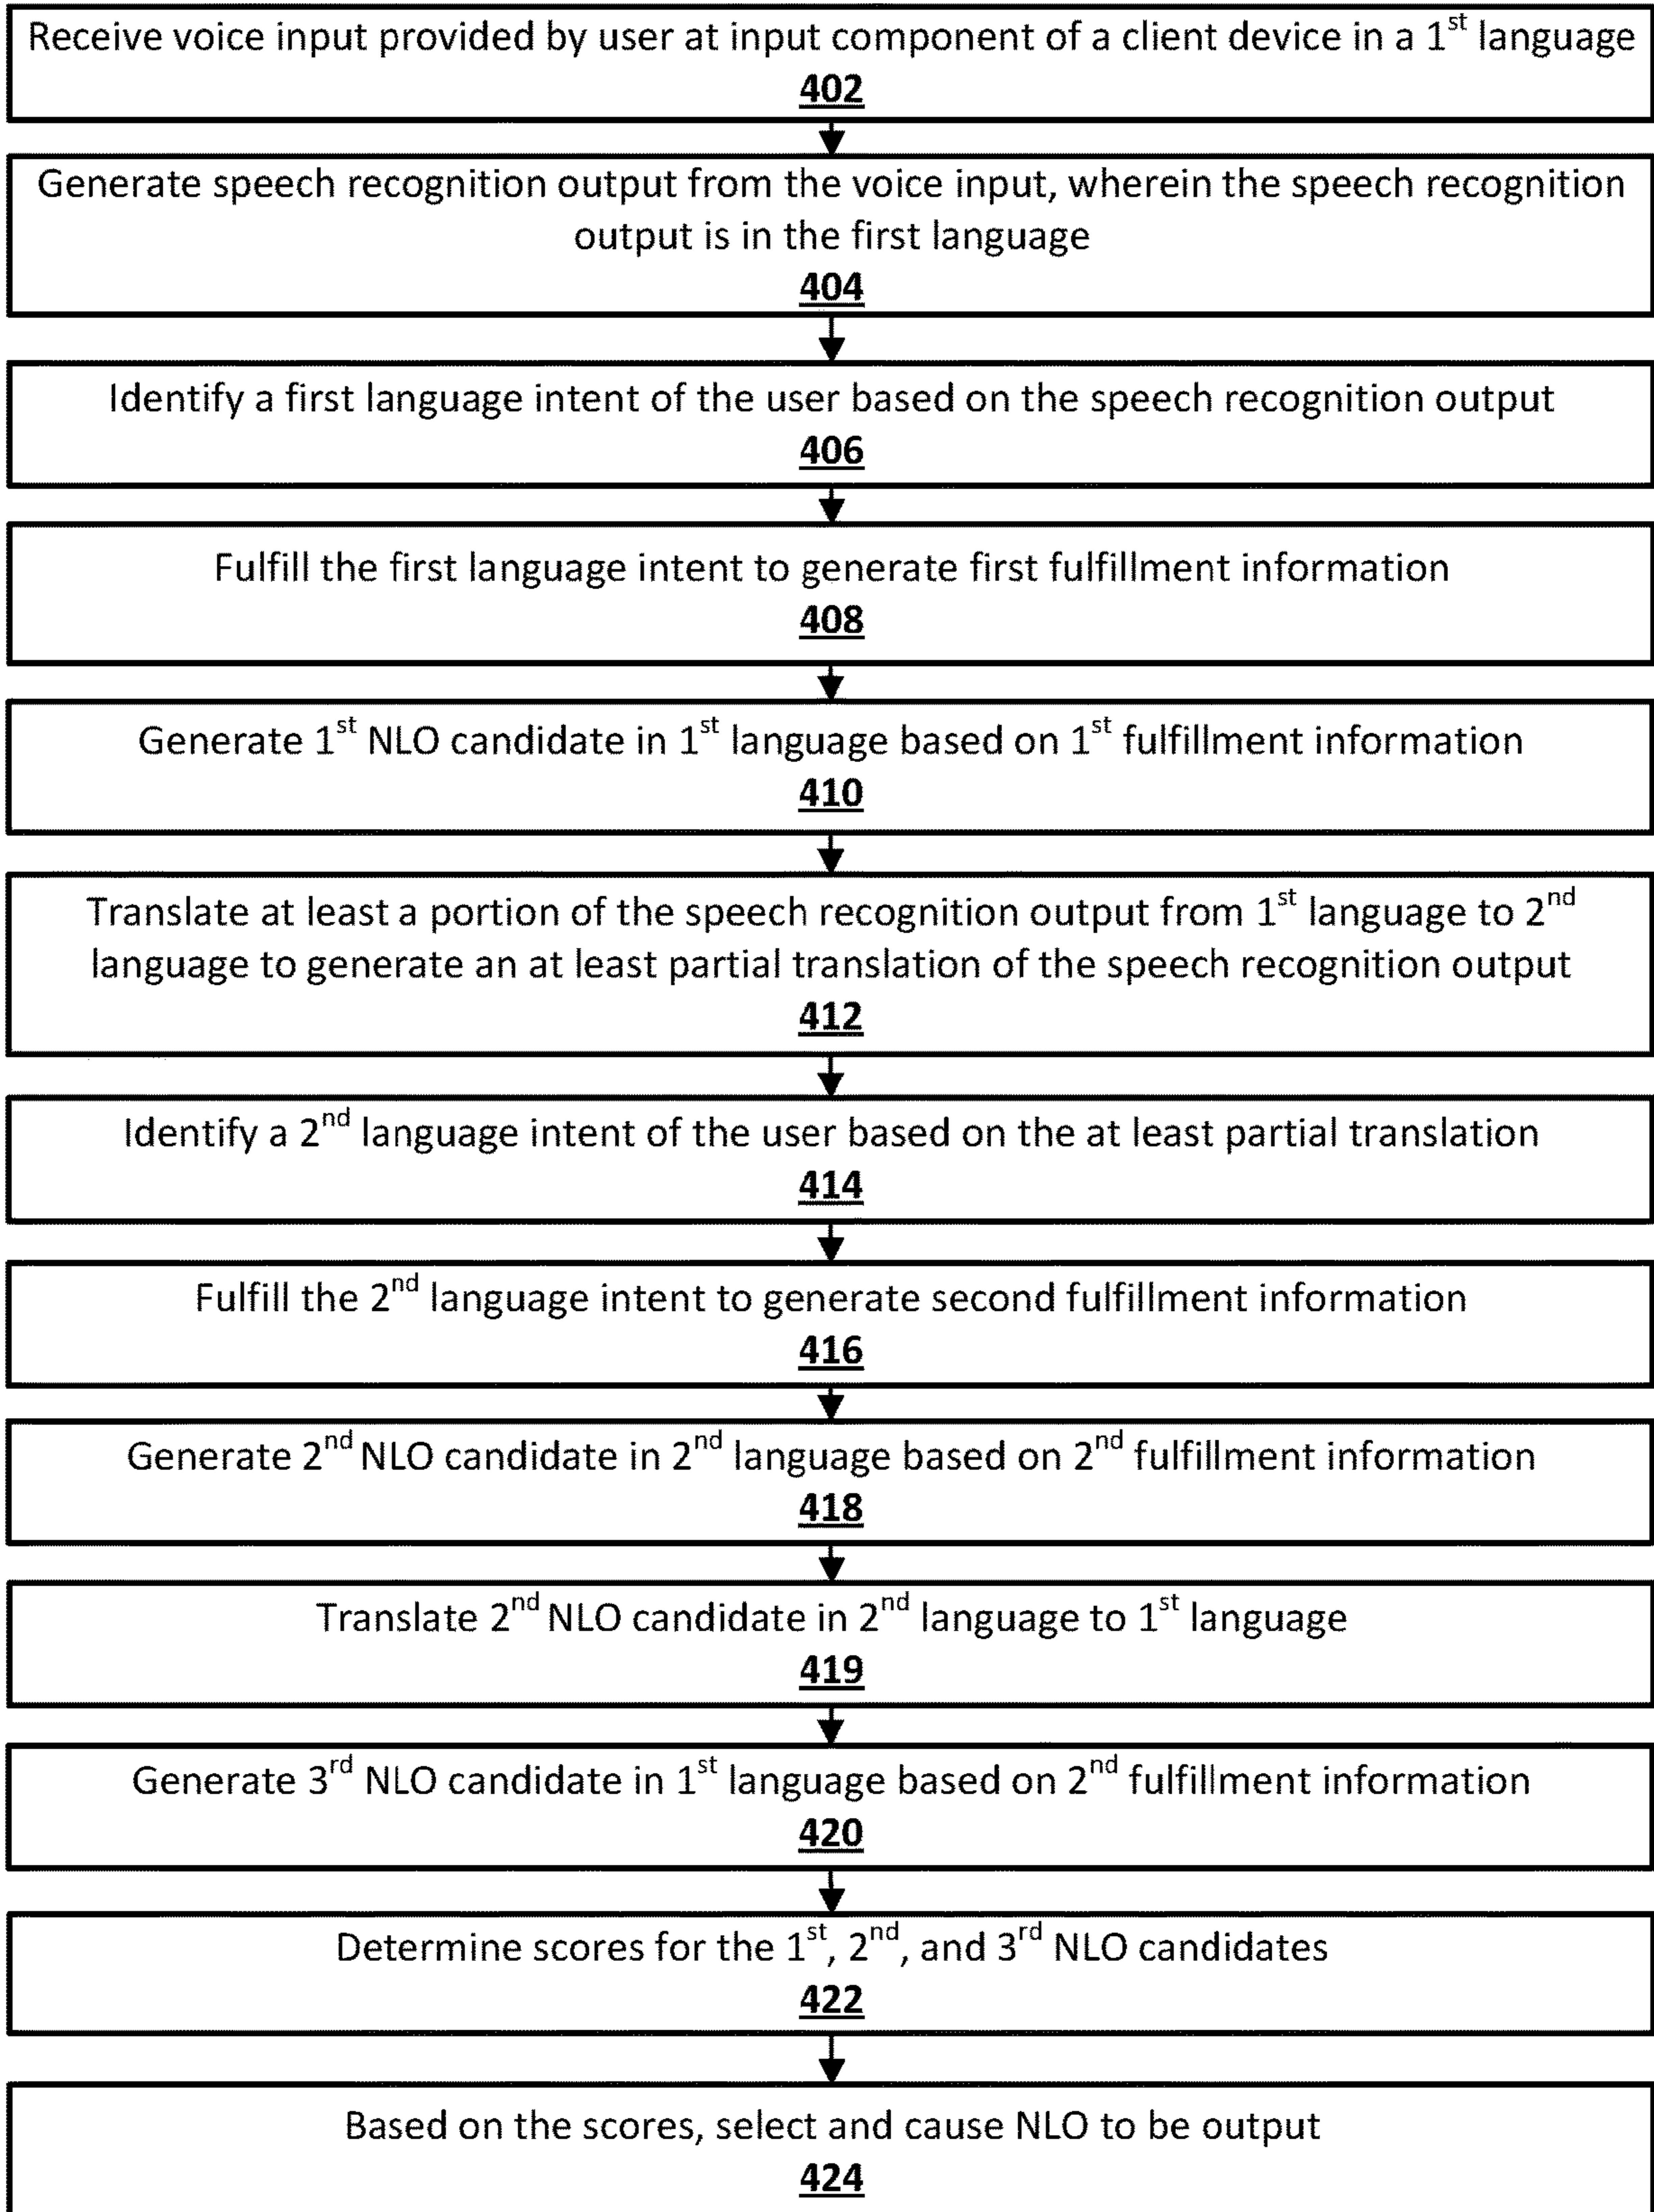 Receive voice input provided by user at input component of a client device in a 1st language
402
Generate speech recognition output from the voice input, wherein the speech recognition
output is in the first language
404
Identify a first language intent of the user based on the speech recognition output
406
Fulfill the first language intent to generate first fulfillment information
408
Generate 1st NLO candidate in 1st language based on 1st fulfillment information
410
Translate at least a portion of the speech recognition output from 1st language to 2nd
language to generate an at least partial translation of the speech recognition output
412
Identify a 2nd language intent of the user based on the at least partial translation
414
Fulfill the 2nd language intent to generate second fulfillment information
416
Generate 2nd NLO candidate in 2nd language based on 2nd fulfillment information
418
Translate 2nd NLO candidate in 2nd language to 1st language
419
Generate 3rd NLO candidate in 1st language based on 2nd fulfillment information
420
Determine scores for the 1st, 2nd, and 3rd NLO candidates
422
Based on the scores, select and cause NLO to be output
424